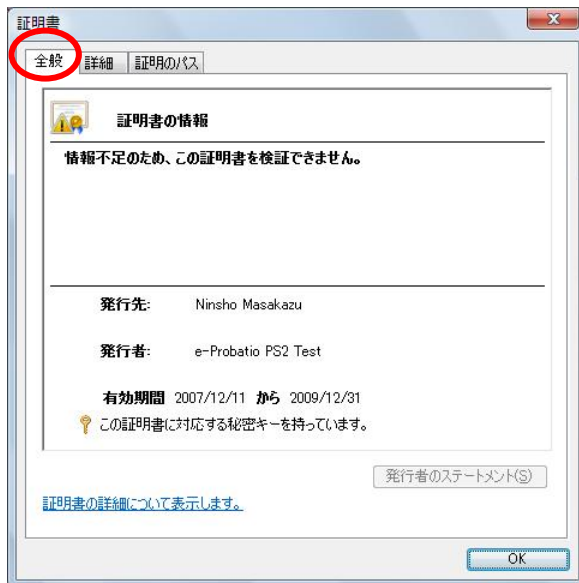 証明書
全般 詳細 証明のパス
証明書の情報
情報不足のため、この証明書を検証できません。
発行先: Ninsho Masakazu
発行者: e-Probatio PS2 Test
有効期間 2007/12/11 から 2009/12/31
この証明書に対応する秘密キーを持っています。
発行者のステートメント(S)
証明書の詳細について表示します。
OK